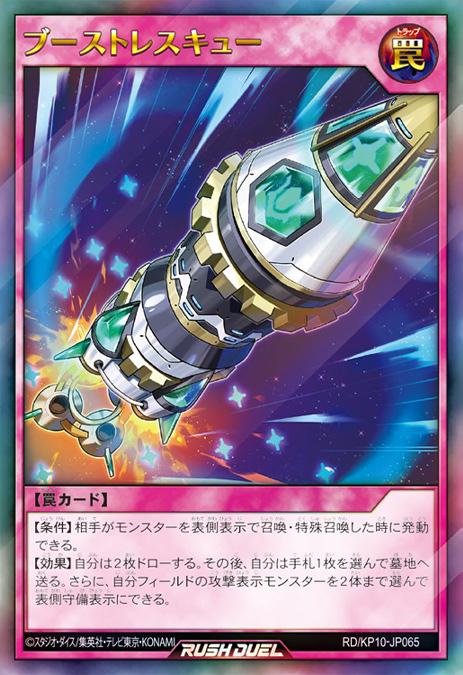 ブーストレスキュー
トラップ
罠
【罠カード】
【条件】相手がモンスターを表側表示で召喚・特殊召喚した時に発動
できる。
【効果】自分は2枚ドローする。その後、自分は手札1枚を選んで墓地へ
送る。さらに、自分フィールドの攻撃表示モンスターを2体まで選んで
表側守備表示にできる。
©スタジオ・ダイス/集英社・テレビ東京・KONAMI
RUSH DUEL
RD/KP10-JP065